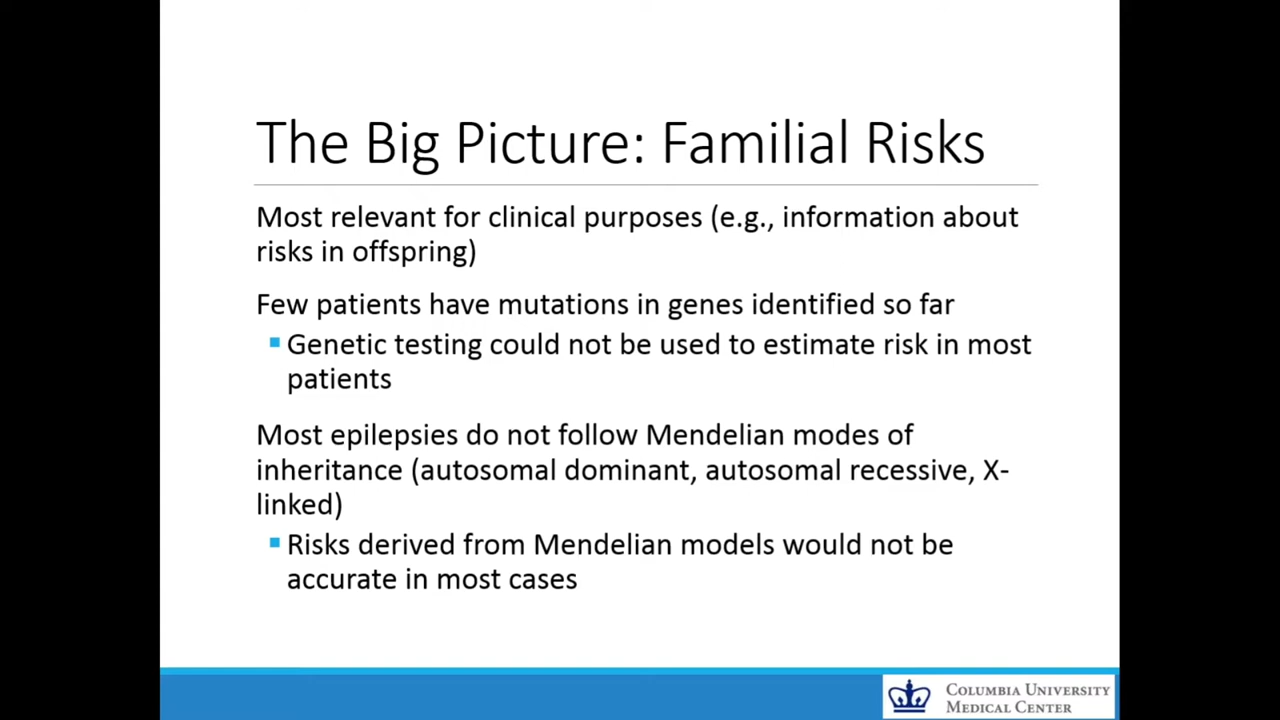 The Big Picture: Familial Risks
Most relevant for clinical purposes (e.g., information about
risks in offspring)
Few patients have mutations in genes identified so far
Genetic testing could not be used to estimate risk in most
patients
Most epilepsies do not follow Mendelian modes of
inheritance (autosomal dominant, autosomal recessive, X-
linked)
Risks derived from Mendelian models would not be
accurate in most cases
COLUMBIA UNIVERSITY
MEDICAL CENTER